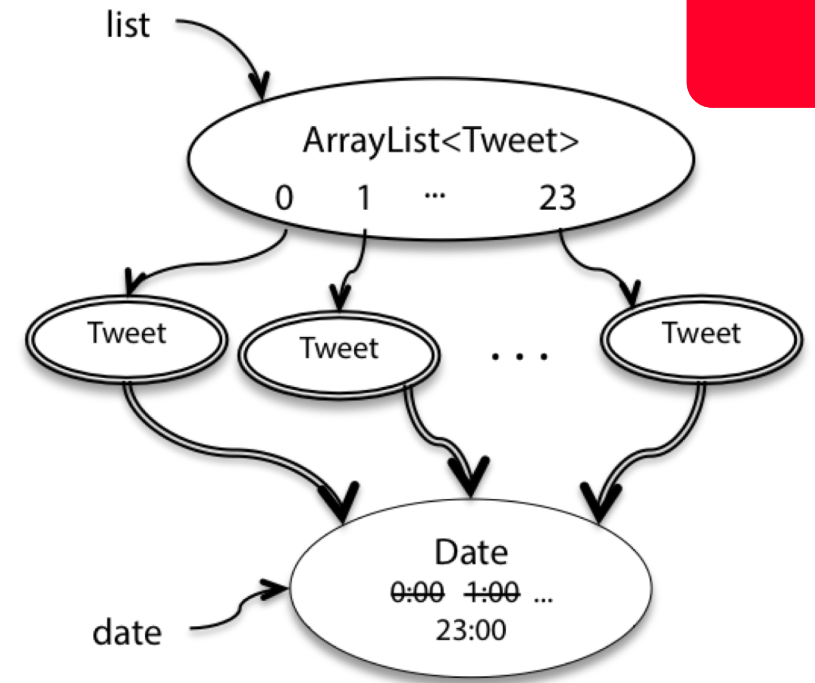 list
ArrayList<Tweet>
0 1 ... 23
Tweet
Tweet
. . .
Tweet
Date
0:00 1:00 ...
23:00
date